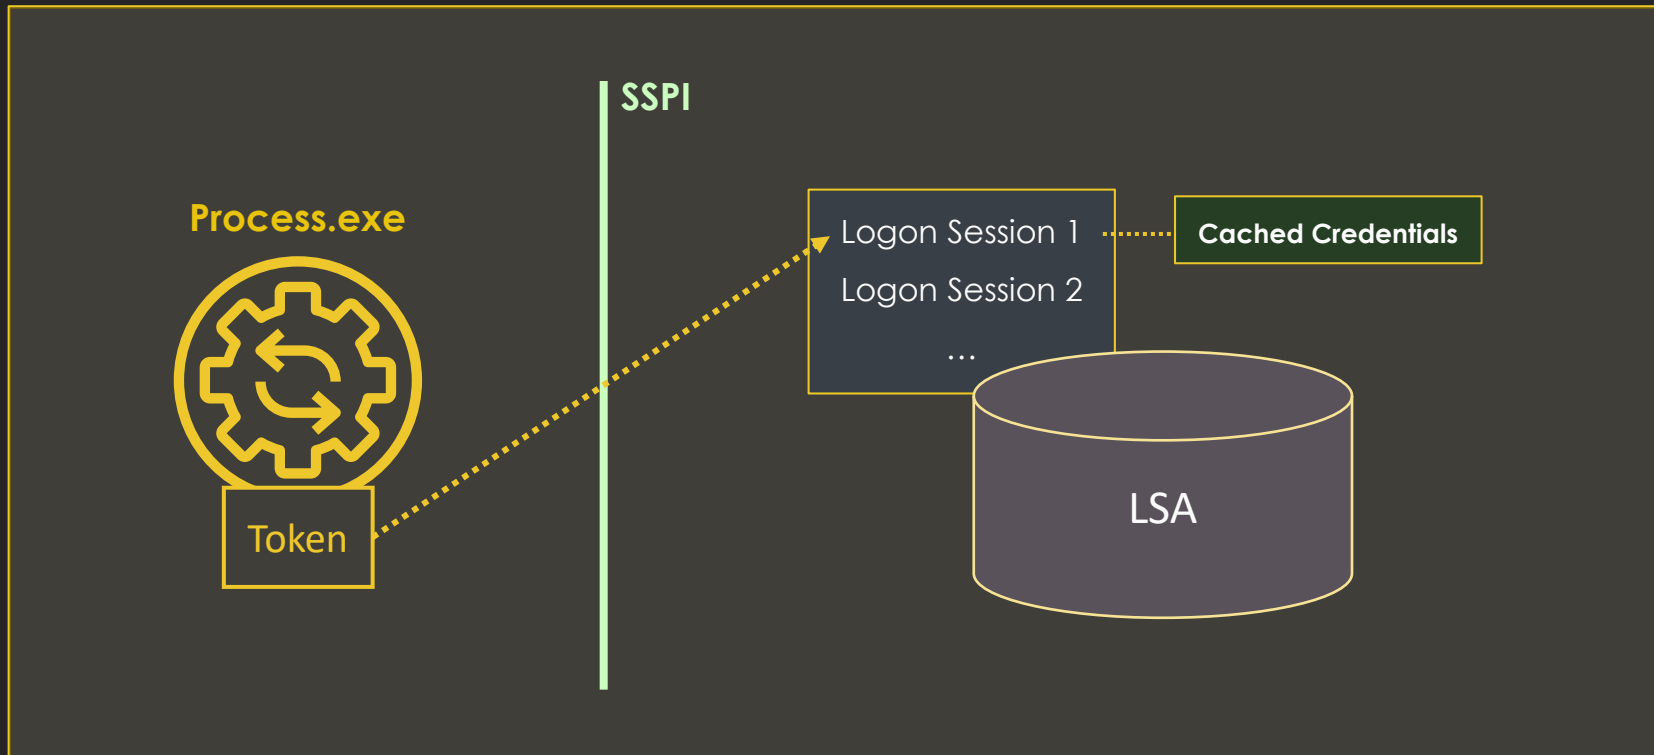 SSPI
Process.exe
Token
Logon Session 1
Logon Session 2
...
Cached Credentials
LSA